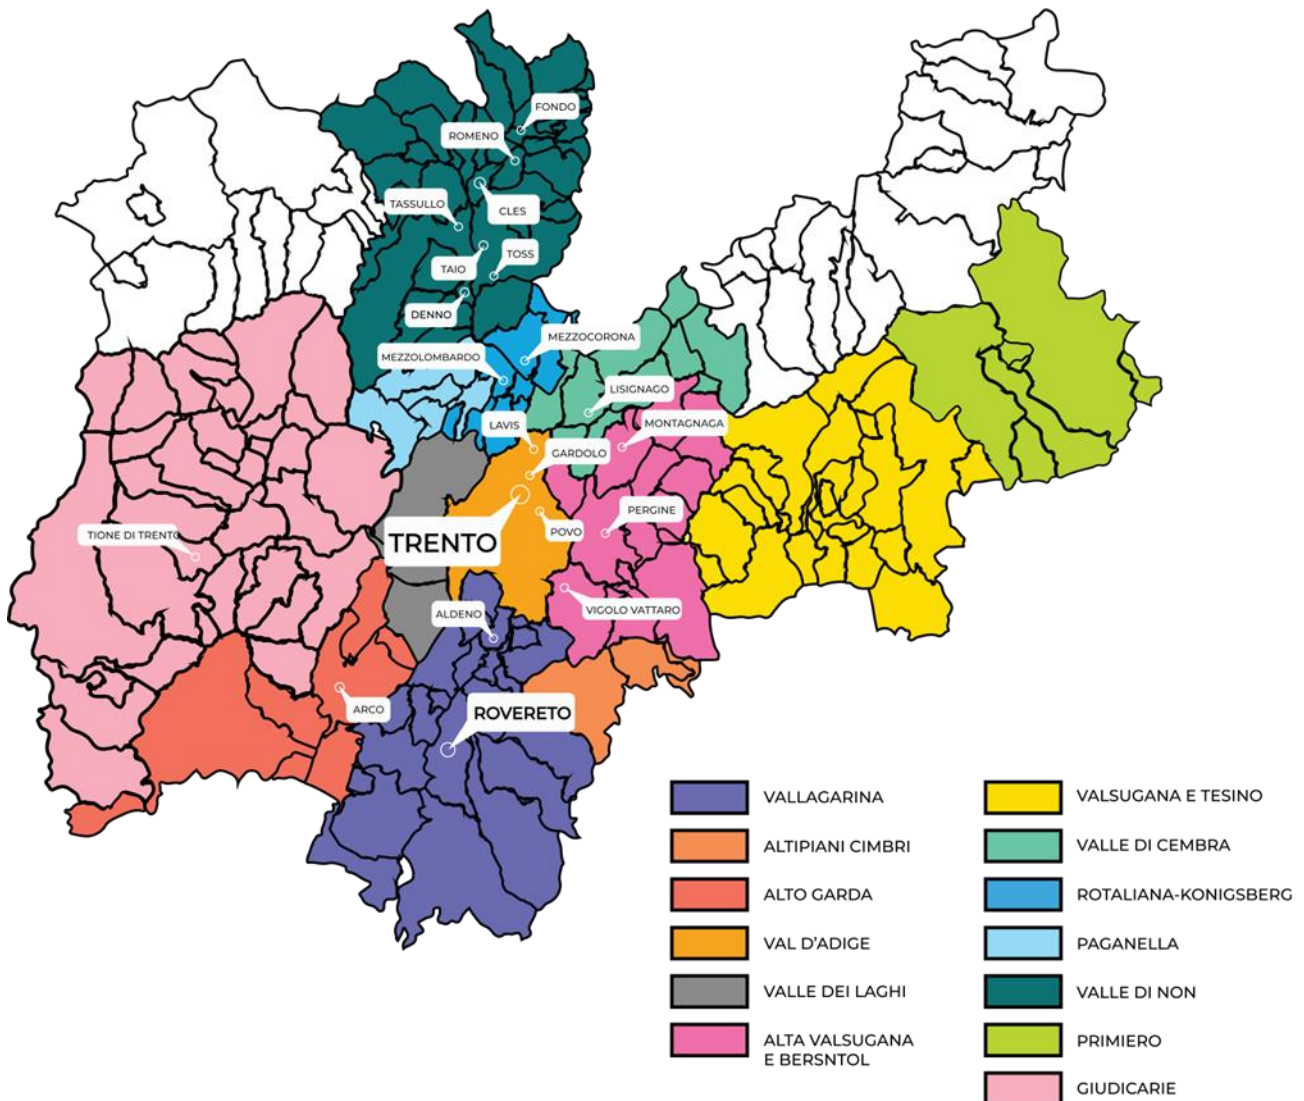 FONDO
ROMENO
CLES
TASSULLO
TAIO
TOSS
DENNO
MEZZOCORONA
MEZZOLOMBARDO
LISIGNAGO
LAVIS
MONTAGNAGA
GARDOLO
PERGINE
TRENTO
POVO
TIONE DI TRENTO
VIGOLO VATTARO
ALDENO
ARCO
ROVERETO
VALLAGARINA
ALTIPIANI CIMBRI
ALTO GARDA
VAL D'ADIGE
VALLE DEI LAGHI
ALTA VALSUGANA
E BERSNTOL
VALSUGANA E TESINO
VALLE DI CEMBRA
ROTALIANA-KONIGSBERG
PAGANELLA
VALLE DI NON
PRIMIERO
GIUDICARIE